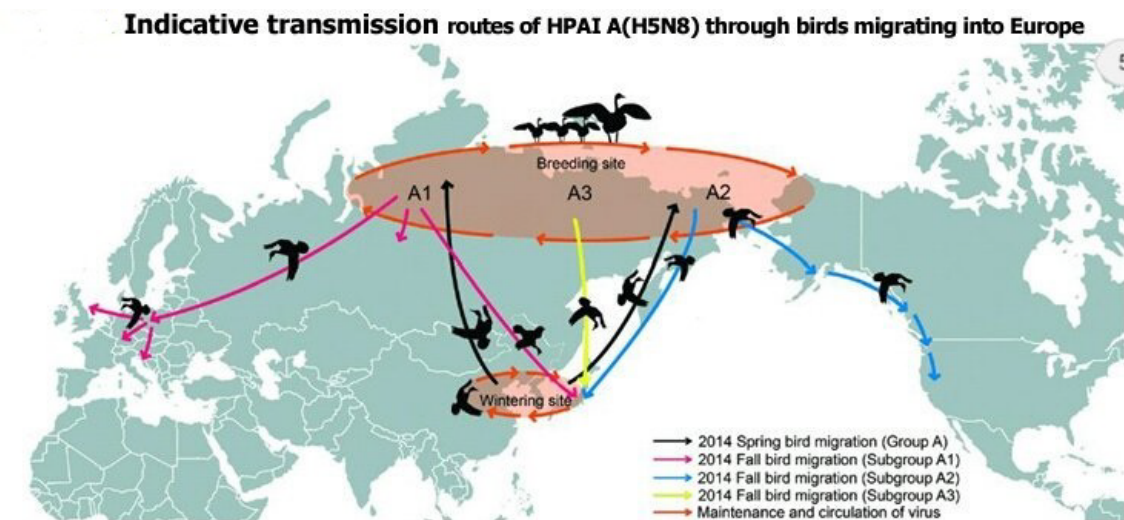 Indicative transmission routes of HPAI A(H5N8) through birds migrating into Europe
5
Breeding site
A1
A3
A2
Wintering site
2014 Spring bird migration (Group A)
2014 Fall bird migration (Subgroup A1)
2014 Fall bird migration (Subgroup A2)
2014 Fall bird migration (Subgroup A3)
Maintenance and circulation of virus